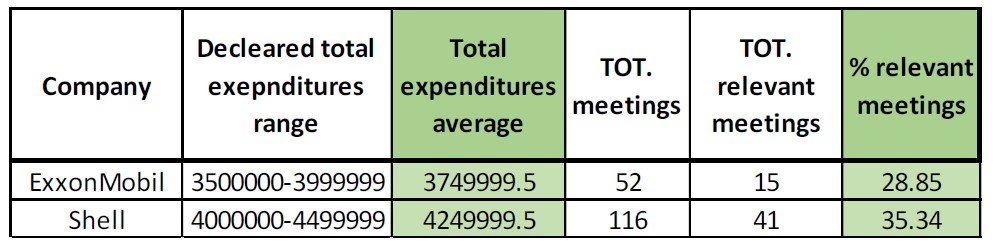 Company Decleared total exepnditures range Total expenditures average TOT. meetings TOT. relevant meetings % relevant meetings
ExxonMobil 3500000-3999999 3749999.5 52 15 28.85
Shell 4000000-4499999 4249999.5 116 41 35.34